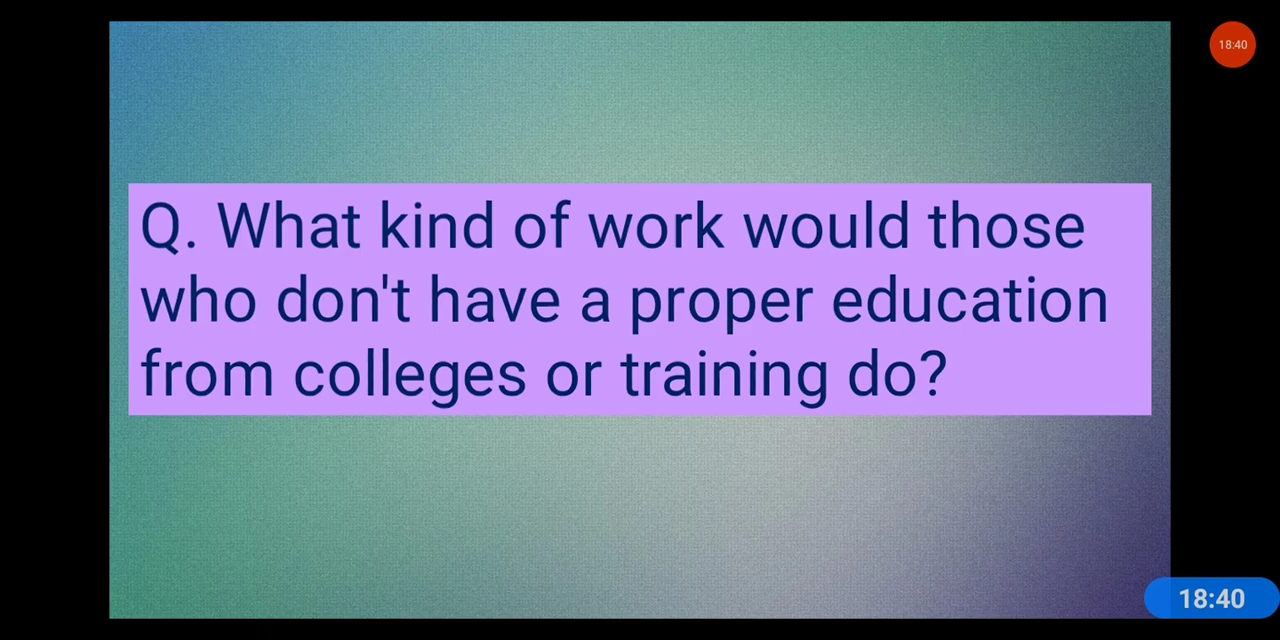 18:40
Q. What kind of work would those
who don't have a proper education
from colleges or training do?
18:40